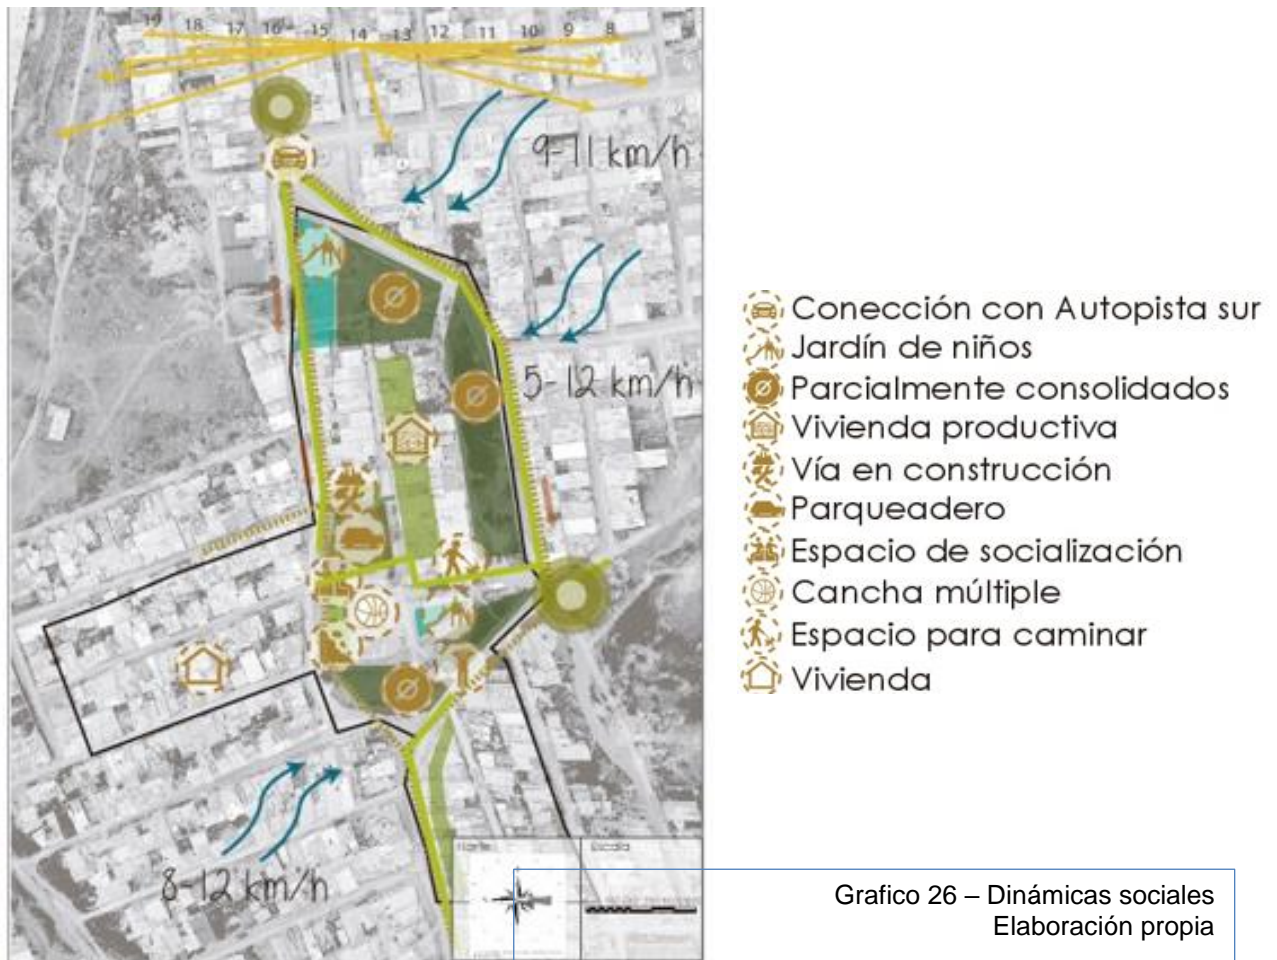 19 18 17 16 15 14 13 12 11 10 9 8
9-11 km/h
5-12 km/h
8-12 km/h
Conección con Autopista sur
Jardín de niños
Parcialmente consolidados
Vivienda productiva
Vía en construcción
Parqueadero
Espacio de socialización
Cancha múltiple
Espacio para caminar
Vivienda
Norte
Escala
Grafico 26 – Dinámicas sociales
Elaboración propia